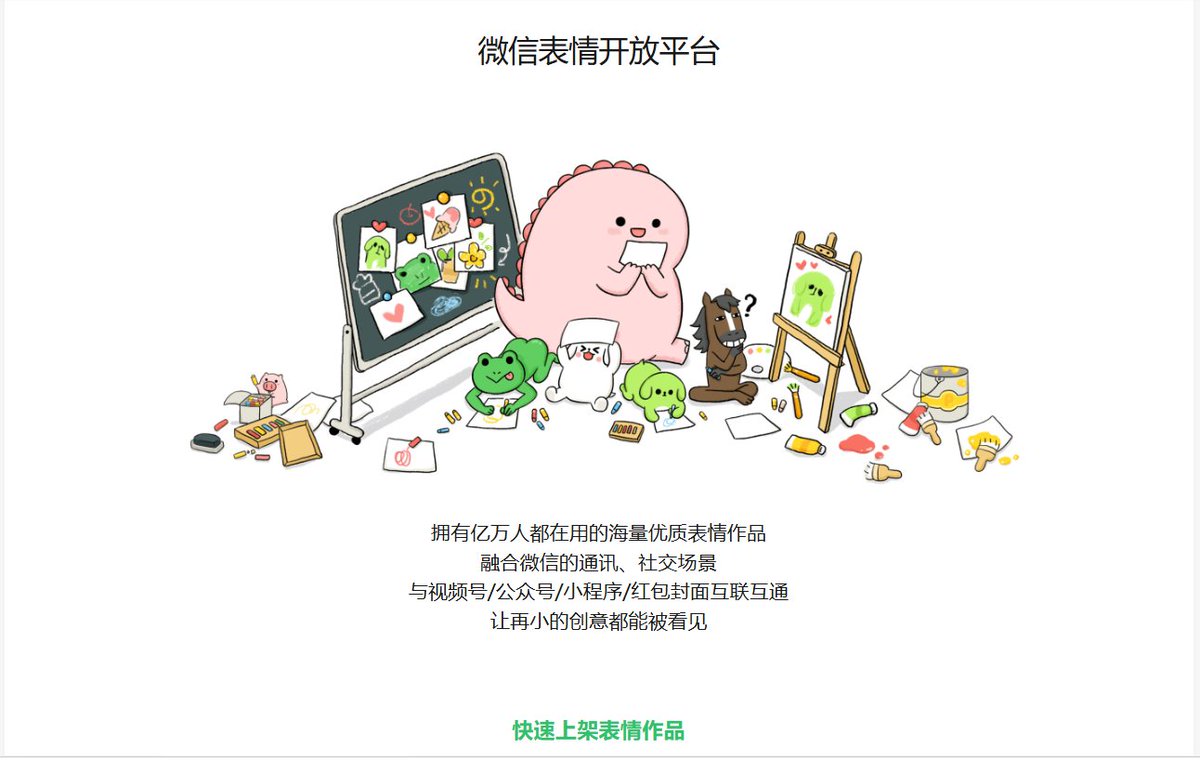 微信表情开放平台
?
拥有亿万人都在用的海量优质表情作品
融合微信的通讯、社交场景
与视频号/公众号/小程序/红包封面互联互通
让再小的创意都能被看见
快速上架表情作品